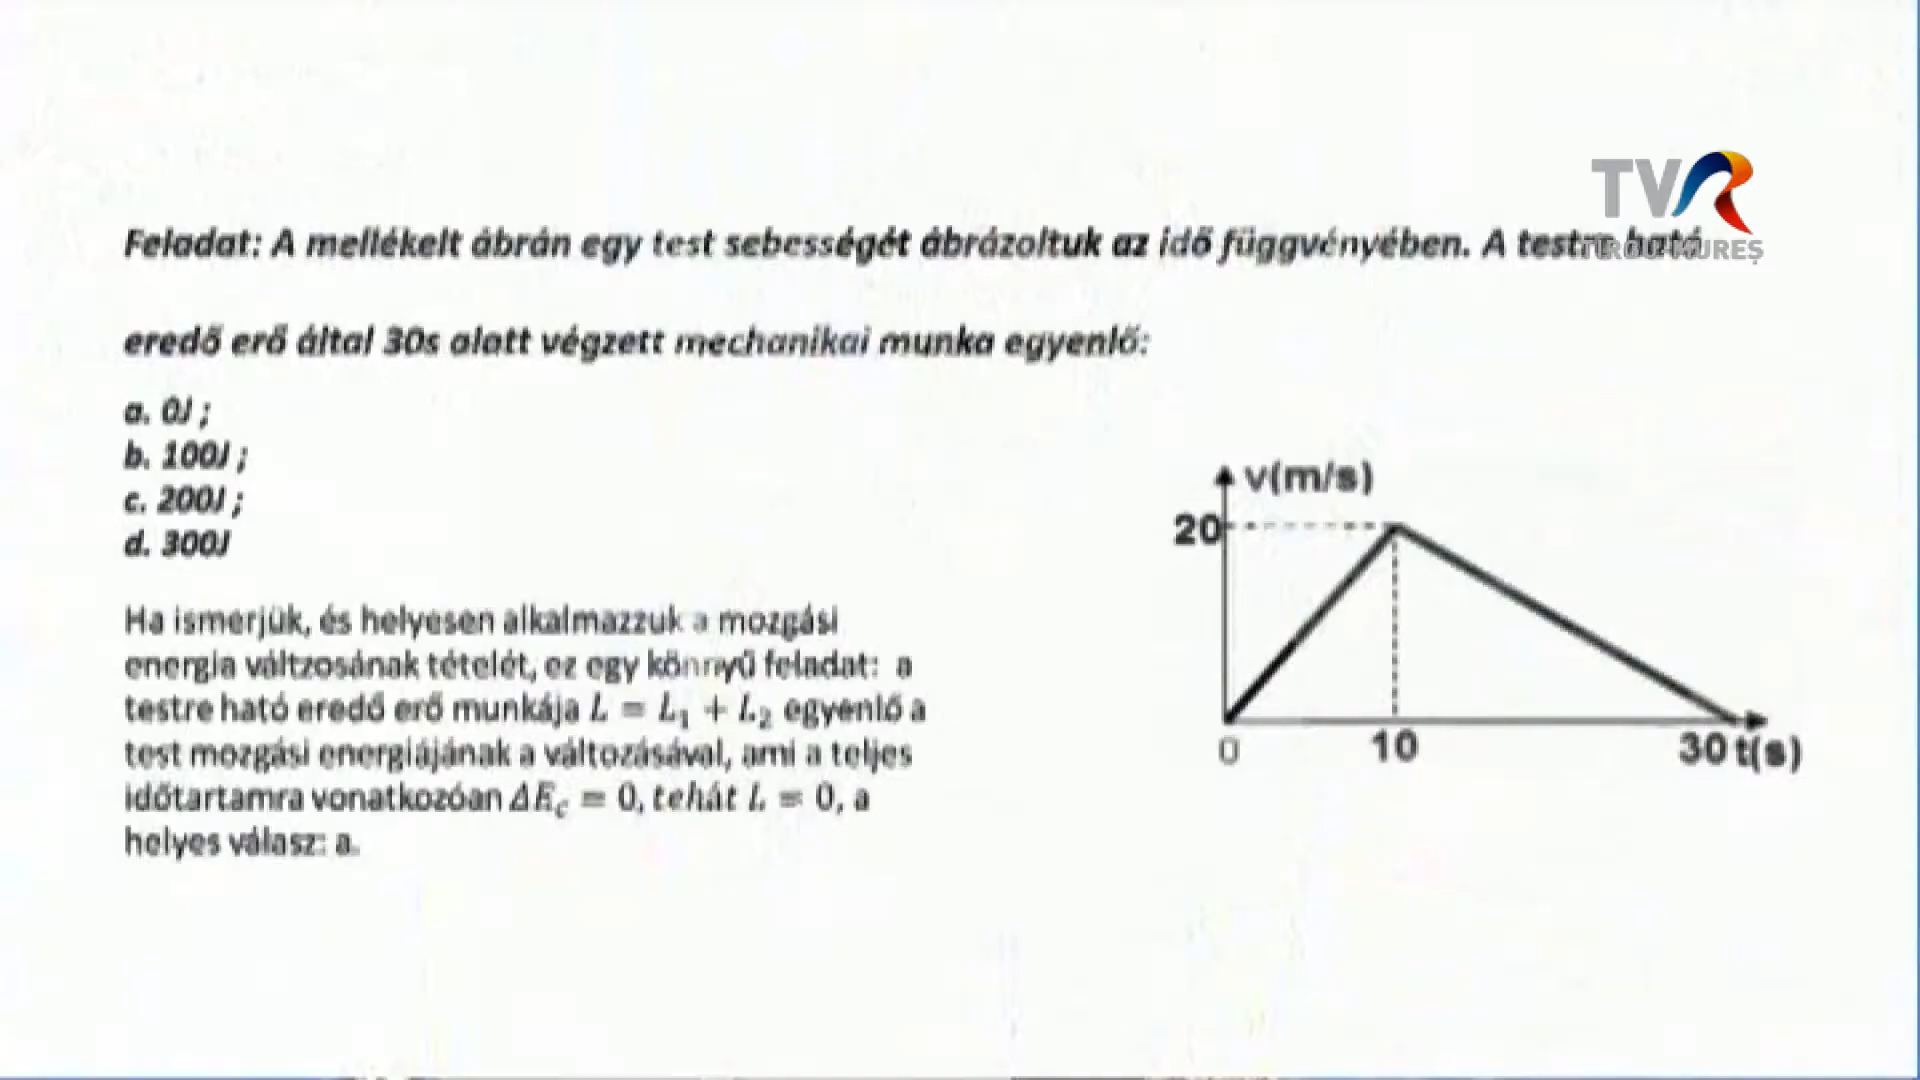 TVR
Feladat: A mellékelt ábrán egy test sebességét ábrázoltuk az idő függvényében. A testre ható
eredő erő által 30s alatt végzett mechanikai munka egyenlő:
a. 0J ;
b. 100J ;
c. 200J ;
d. 300J
v(m/s)
20
0
10
30 t(s)
Ha ismerjük, és helyesen alkalmazzuk a mozgási
energia váltzosának tételét, ez egy könnyű feladat: a
testre ható eredő erő munkája L = L₁ + L₂ egyenlő a
test mozgási energiájának a változásával, ami a teljes
időtartamra vonatkozóan ΔE_c = 0, tehát L = 0, a
helyes válasz: a.